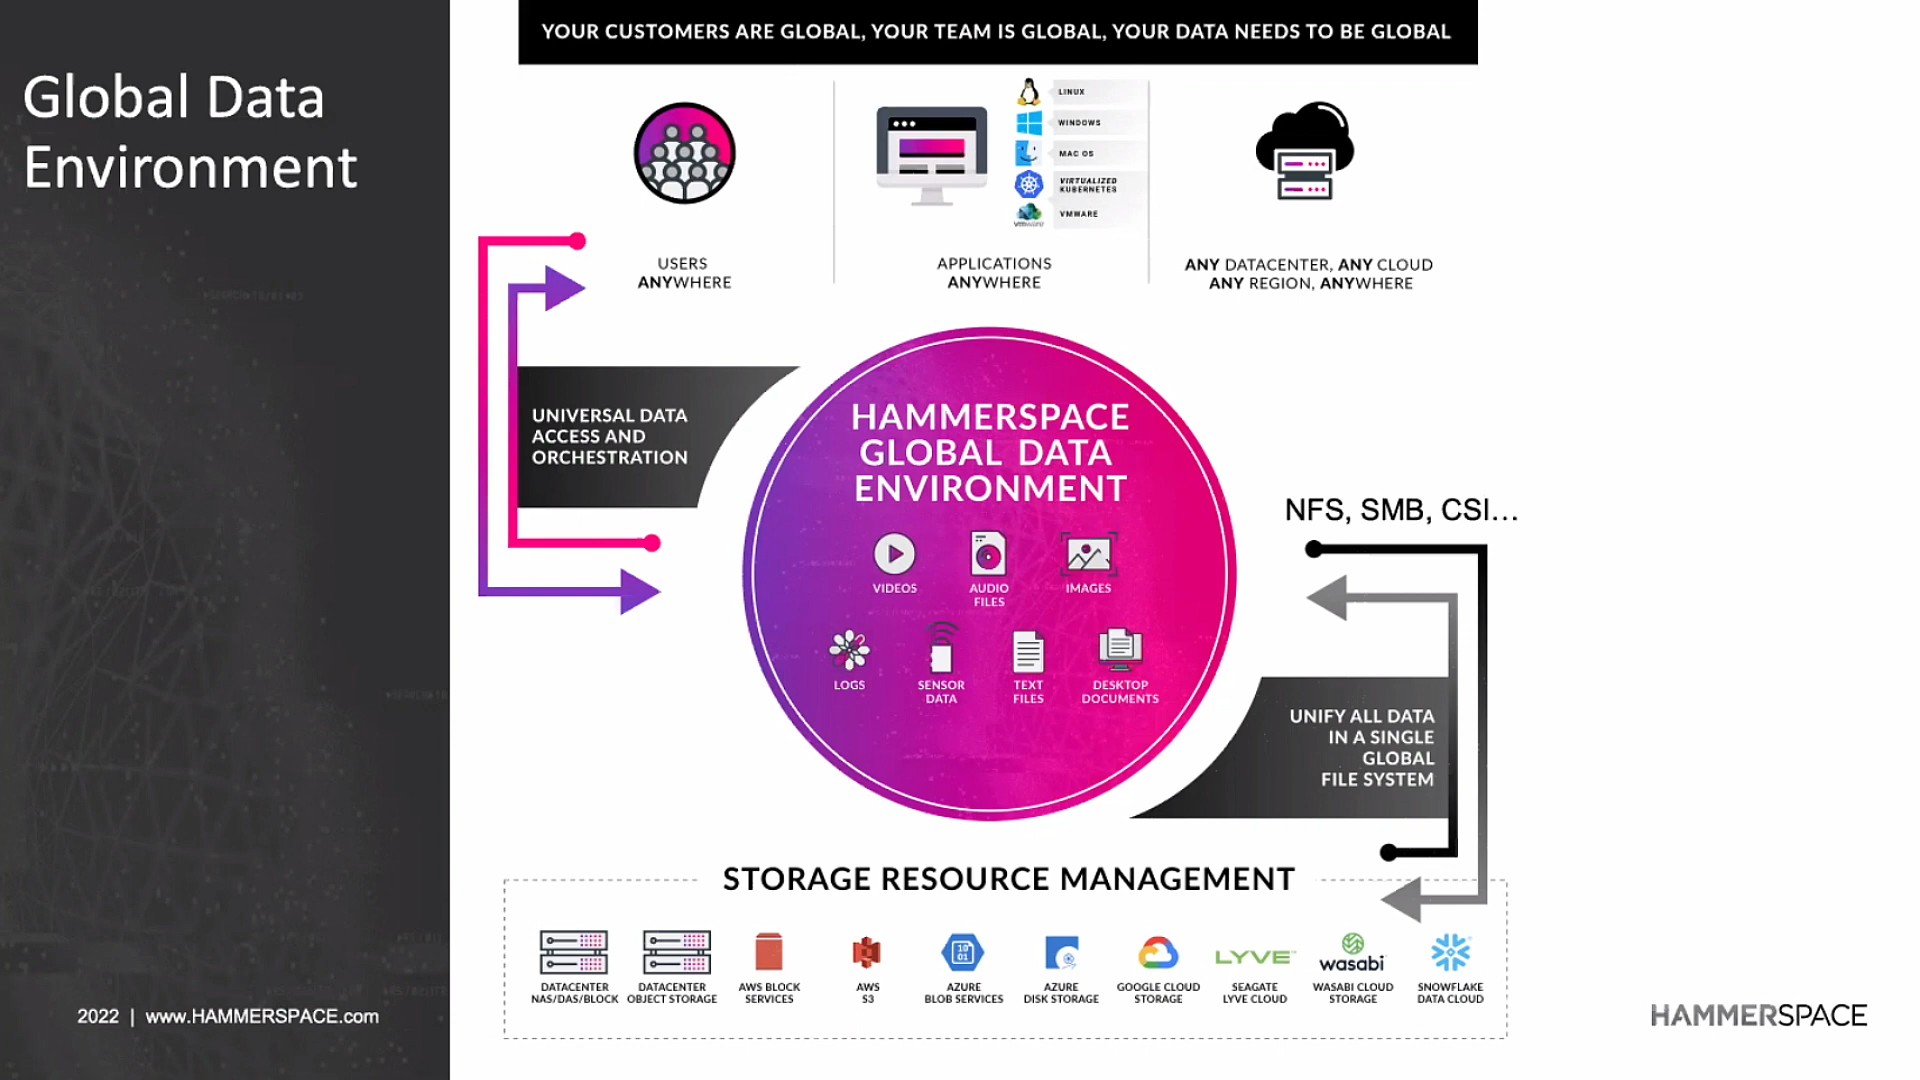 Global Data
Environment
YOUR CUSTOMERS ARE GLOBAL, YOUR TEAM IS GLOBAL, YOUR DATA NEEDS TO BE GLOBAL
USERS
ANYWHERE
LINUX
WINDOWS
MAC OS
VIRTUALIZED
KUBERNETES
VMWARE
APPLICATIONS
ANYWHERE
ANY DATACENTER, ANY CLOUD
ANY REGION, ANYWHERE
UNIVERSAL DATA
ACCESS AND
ORCHESTRATION
HAMMERSPACE
GLOBAL DATA
ENVIRONMENT
VIDEOS
AUDIO
FILES
IMAGES
LOGS
SENSOR
DATA
TEXT
FILES
DESKTOP
DOCUMENTS
NFS, SMB, CSI...
UNIFY ALL DATA
IN A SINGLE
GLOBAL
FILE SYSTEM
STORAGE RESOURCE MANAGEMENT
DATACENTER
NAS/DAS/BLOCK
DATACENTER
OBJECT STORAGE
AWS BLOCK
SERVICES
AWS
S3
10
01
AZURE
BLOB SERVICES
AZURE
DISK STORAGE
GOOGLE CLOUD
STORAGE
LYVE™
SEAGATE
LYVE CLOUD
wasabi
WASABI CLOUD
STORAGE
SNOWFLAKE
DATA CLOUD
2022 | www.HAMMERSPACE.com
HAMMERSPACE